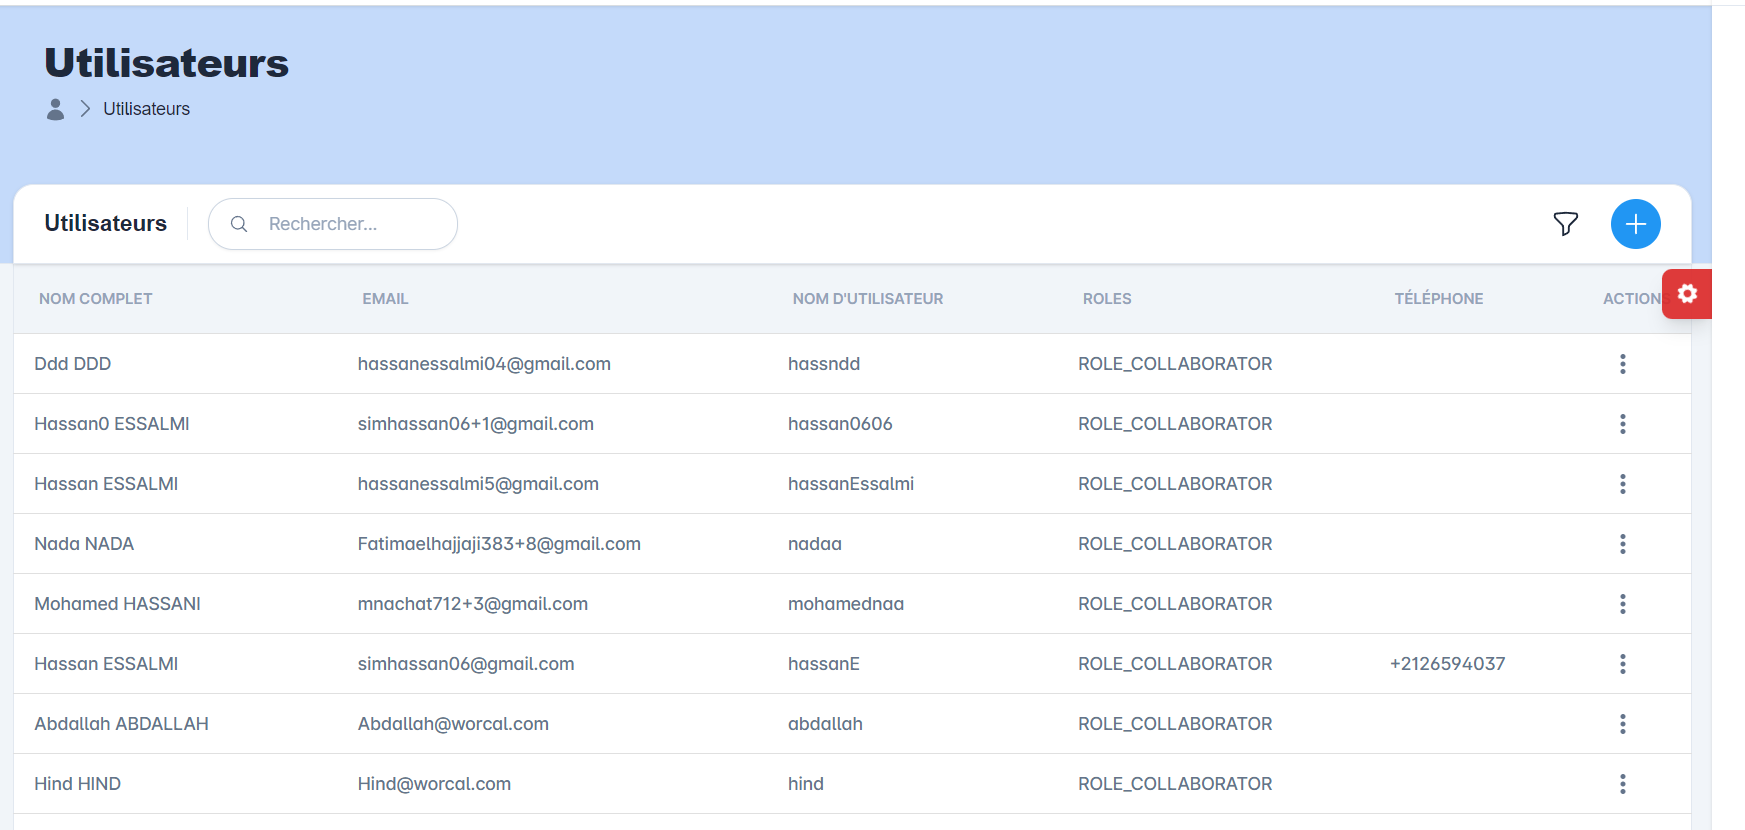 Utilisateurs
Utilisateurs
Utilisateurs Rechercher...
NOM COMPLET EMAIL NOM D'UTILISATEUR ROLES TÉLÉPHONE ACTION
Ddd DDD hassanessalmi04@gmail.com hassndd ROLE_COLLABORATOR
Hassan0 ESSALMI simhassan06+1@gmail.com hassan0606 ROLE_COLLABORATOR
Hassan ESSALMI hassanessalmi5@gmail.com hassanEssalmi ROLE_COLLABORATOR
Nada NADA Fatimaelhajjaji383+8@gmail.com nadaa ROLE_COLLABORATOR
Mohamed HASSANI mnachat712+3@gmail.com mohamednaa ROLE_COLLABORATOR
Hassan ESSALMI simhassan06@gmail.com hassanE ROLE_COLLABORATOR +2126594037
Abdallah ABDALLAH Abdallah@worcal.com abdallah ROLE_COLLABORATOR
Hind HIND Hind@worcal.com hind ROLE_COLLABORATOR